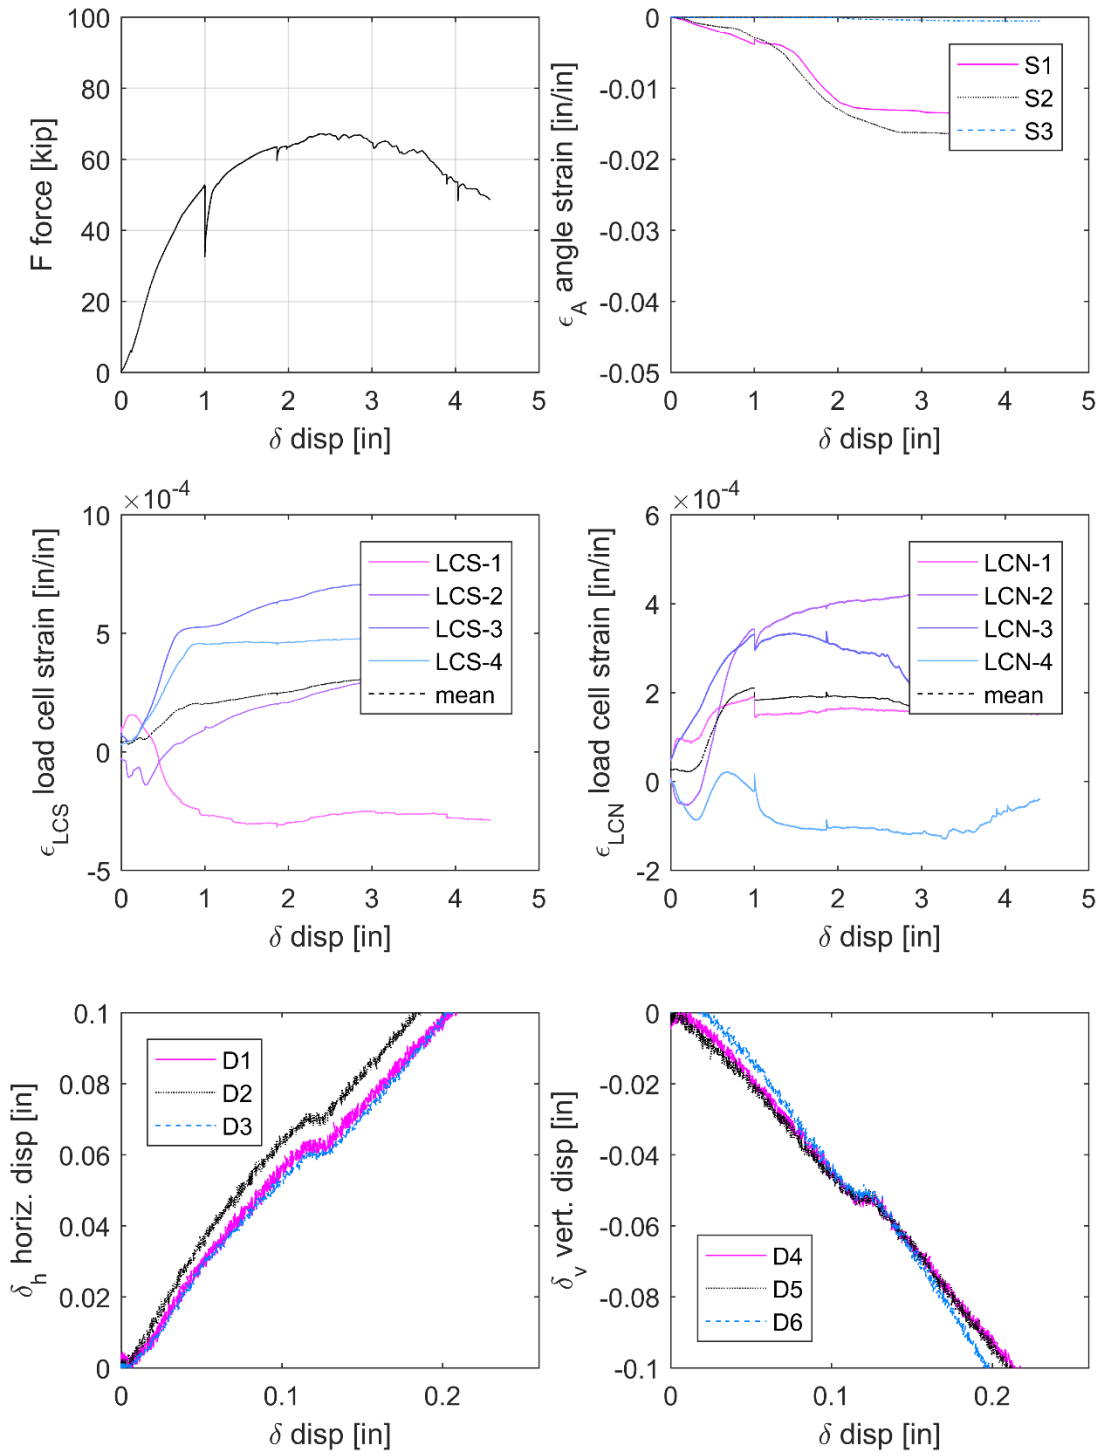 100
80
60
40
20
0
F force [kip]
0 1 2 3 4 5
δ disp [in]
0
-0.01
-0.02
-0.03
-0.04
-0.05
ϵA angle strain [in/in]
S1
S2
S3
0 1 2 3 4 5
δ disp [in]
×10-4
10
5
0
-5
ϵLCS load cell strain [in/in]
LCS-1
LCS-2
LCS-3
LCS-4
mean
0 1 2 3 4 5
δ disp [in]
×10-4
6
4
2
0
-2
ϵLCN load cell strain [in/in]
LCN-1
LCN-2
LCN-3
LCN-4
mean
0 1 2 3 4 5
δ disp [in]
0.1
0.08
0.06
0.04
0.02
0
δh horiz. disp [in]
D1
D2
D3
0 0.1 0.2
δ disp [in]
0
-0.02
-0.04
-0.06
-0.08
-0.1
δv vert. disp [in]
D4
D5
D6
0 0.1 0.2
δ disp [in]